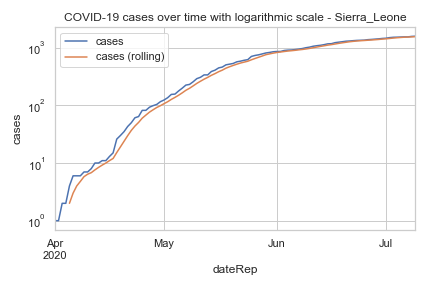 COVID-19 cases over time with logarithmic scale - Sierra_Leone
cases
cases (rolling)
10³
10²
10¹
10⁰
cases
Apr
2020
May
Jun
Jul
dateRep